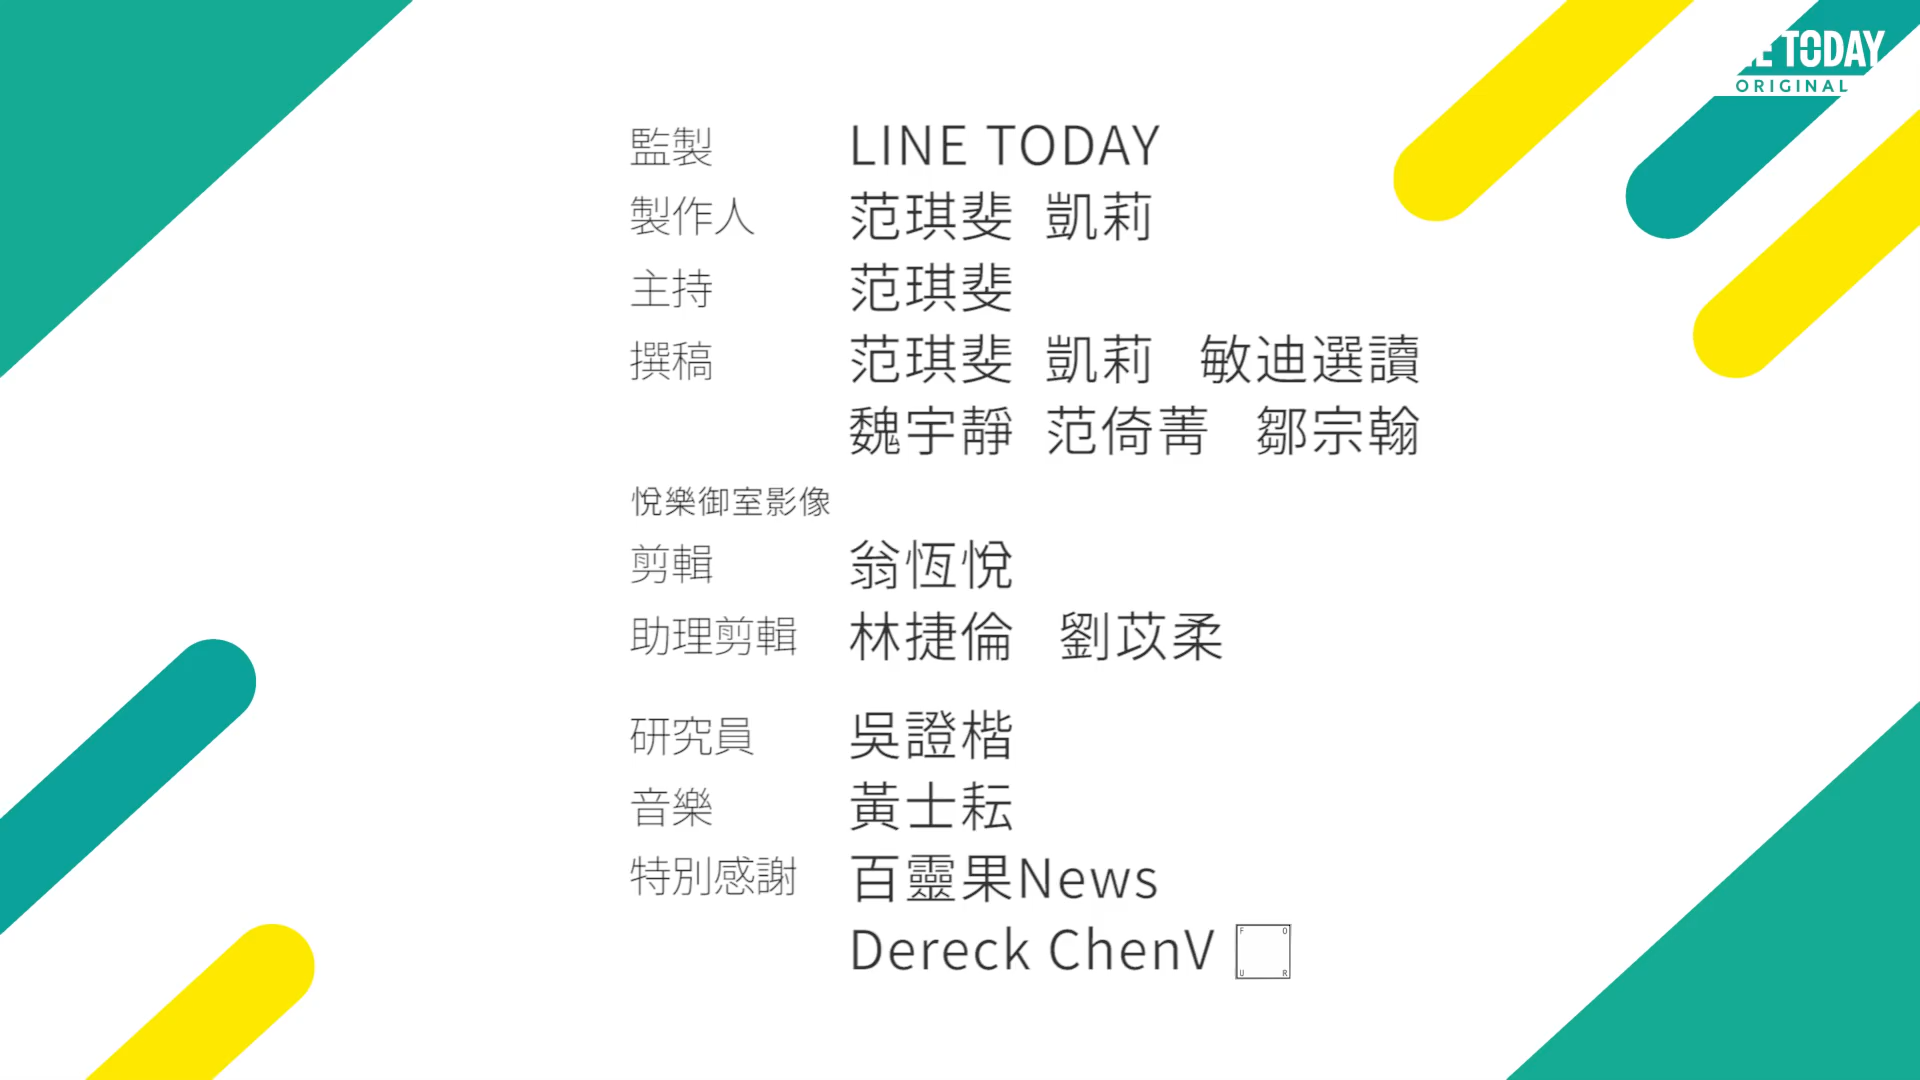 TODAY
ORIGINAL
監製 LINE TODAY
製作人 范琪斐 凱莉
主持 范琪斐
撰稿 范琪斐 凱莉 敏迪選讀
魏宇靜 范倚菁 鄒宗翰
悅樂御室影像
剪輯 翁恆悅
助理剪輯 林捷倫 劉苡柔
研究員 吳證楷
音樂 黃士耘
特別感謝 百靈果News
Dereck ChenV FOUR